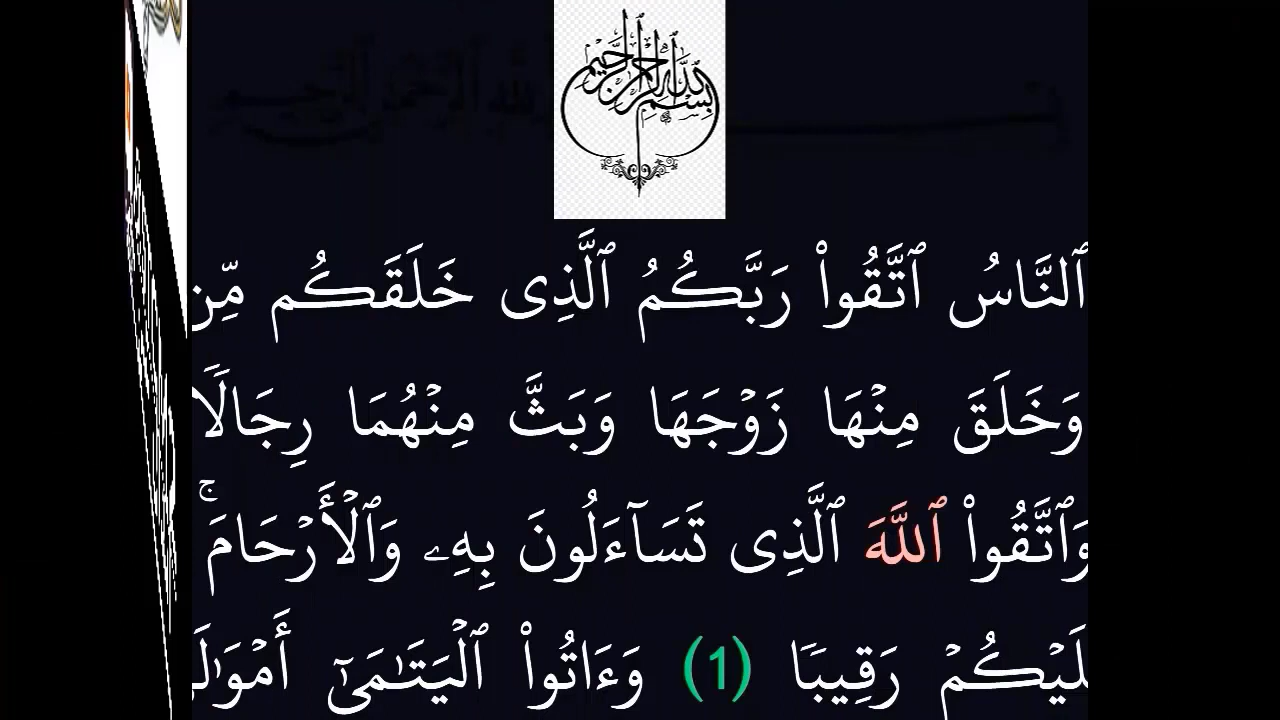 بسم الله الرحمن الرحيم
ٱلنَّاسُ ٱتَّقُوا۟ رَبَّكُمُ ٱلَّذِى خَلَقَكُم مِّن
وَخَلَقَ مِنْهَا زَوْجَهَا وَبَثَّ مِنْهُمَا رِجَالًا
وَٱتَّقُوا۟ ٱللَّهَ ٱلَّذِى تَسَآءَلُونَ بِهِۦ وَٱلْأَرْحَامَ ۚ
لَيْكُمْ رَقِيبًا (1) وَءَاتُوا۟ ٱلْيَتَـٰمَىٰٓ أَمْوَٰلَ